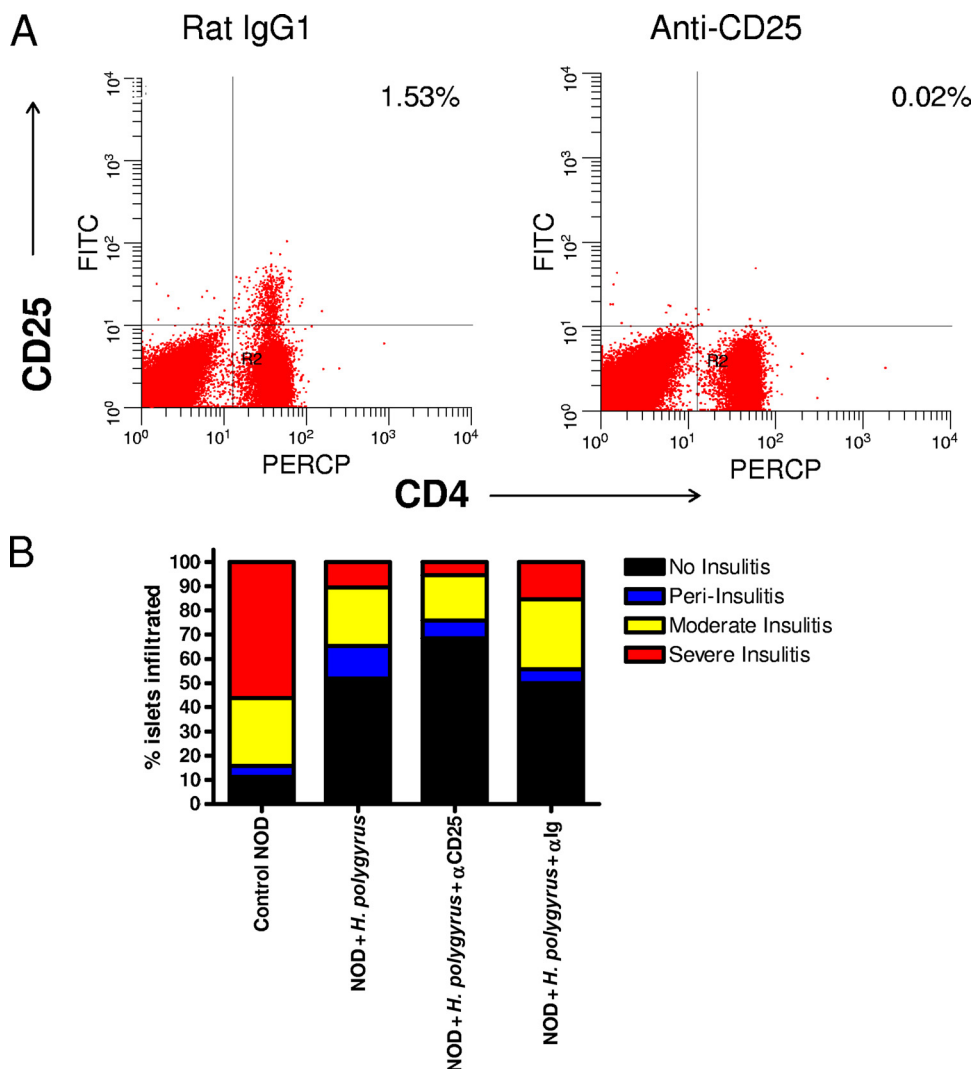 A
Rat IgG1
Anti-CD25
1.53%
0.02%
10^4
10^3
10^2
10^1
10^0
FITC
R2
10^0 10^1 10^2 10^3 10^4
PERCP
10^4
10^3
10^2
10^1
10^0
FITC
R2
10^0 10^1 10^2 10^3 10^4
PERCP
CD25
CD4
B
% islets infiltrated
100
90
80
70
60
50
40
30
20
10
0
No Insulitis
Peri-Insulitis
Moderate Insulitis
Severe Insulitis
Control NOD
NOD + H. polygyrus
NOD + H. polygyrus + αCD25
NOD + H. polygyrus + αIg